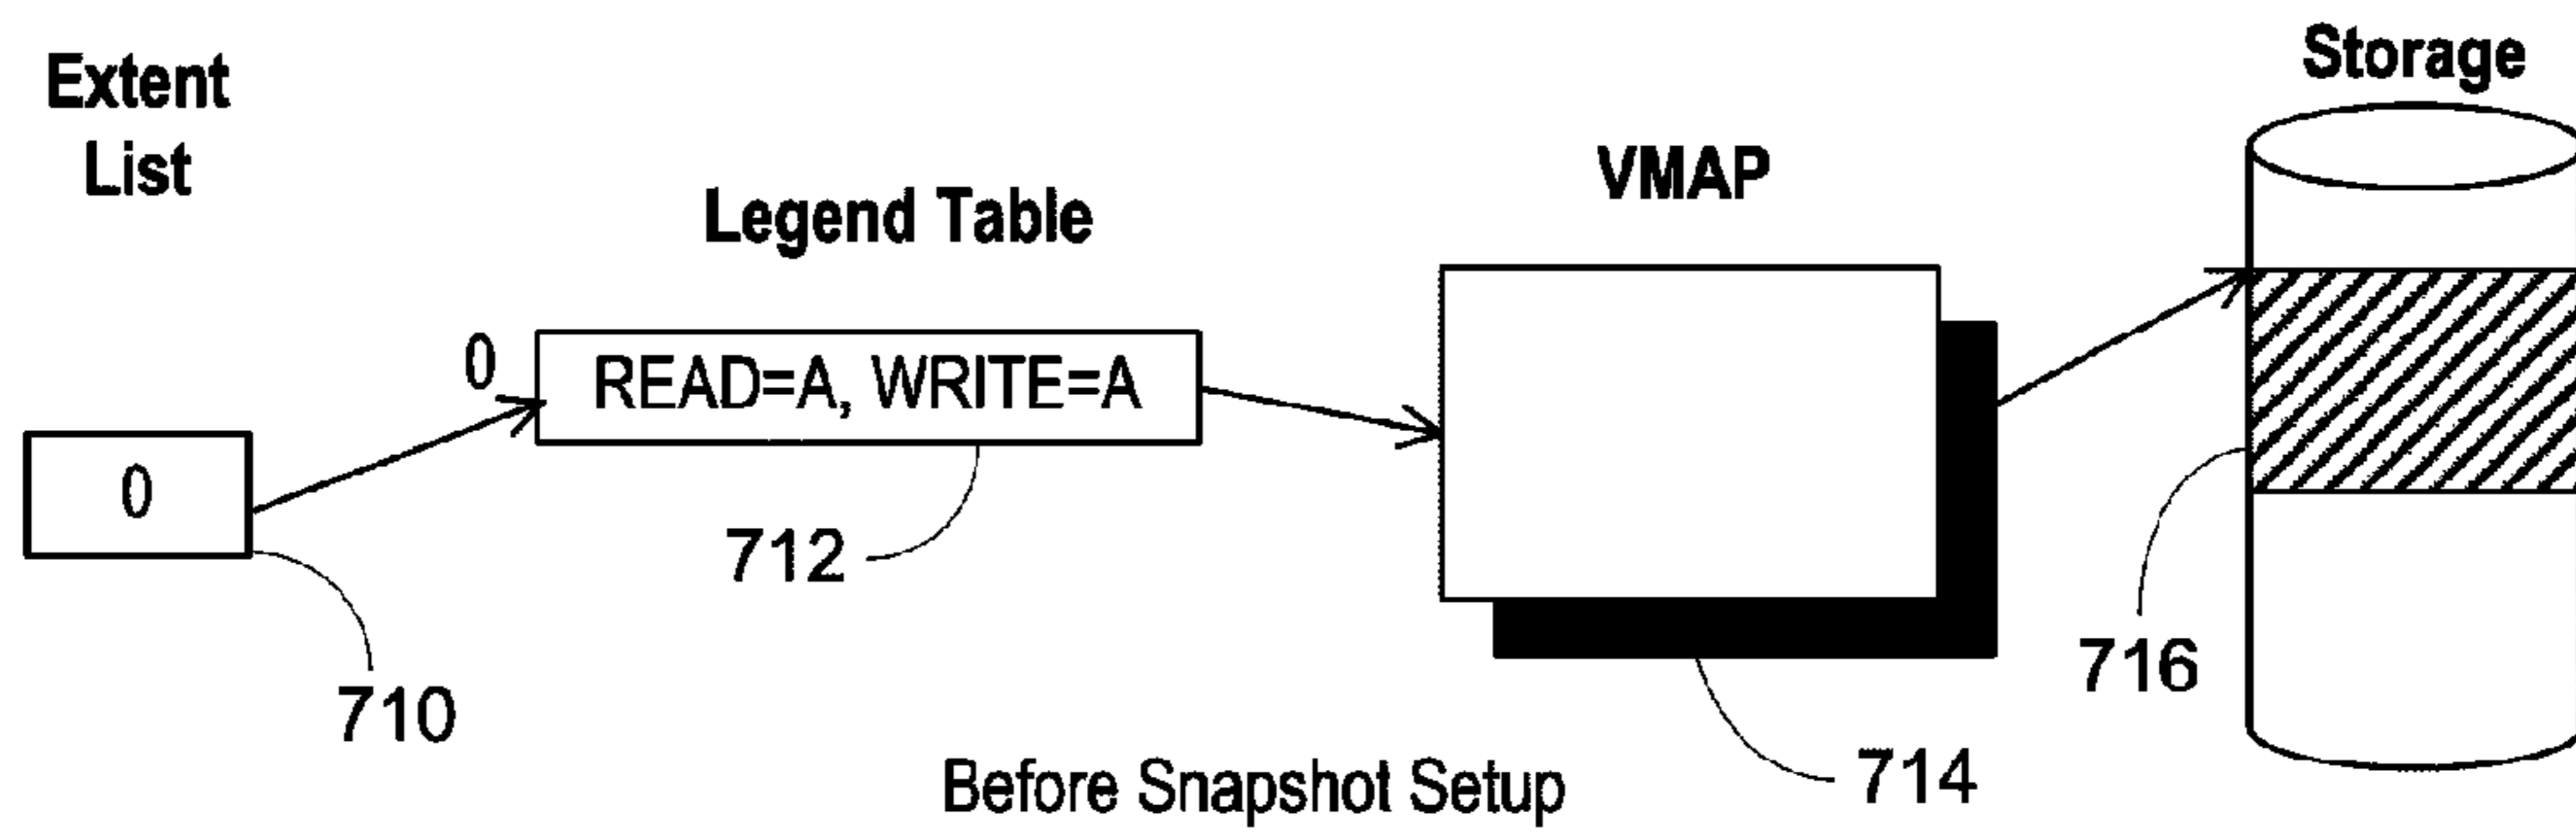 Extent
List
Legend Table
VMAP
Storage
0
0
READ=A, WRITE=A
710
712
714
716
Before Snapshot Setup